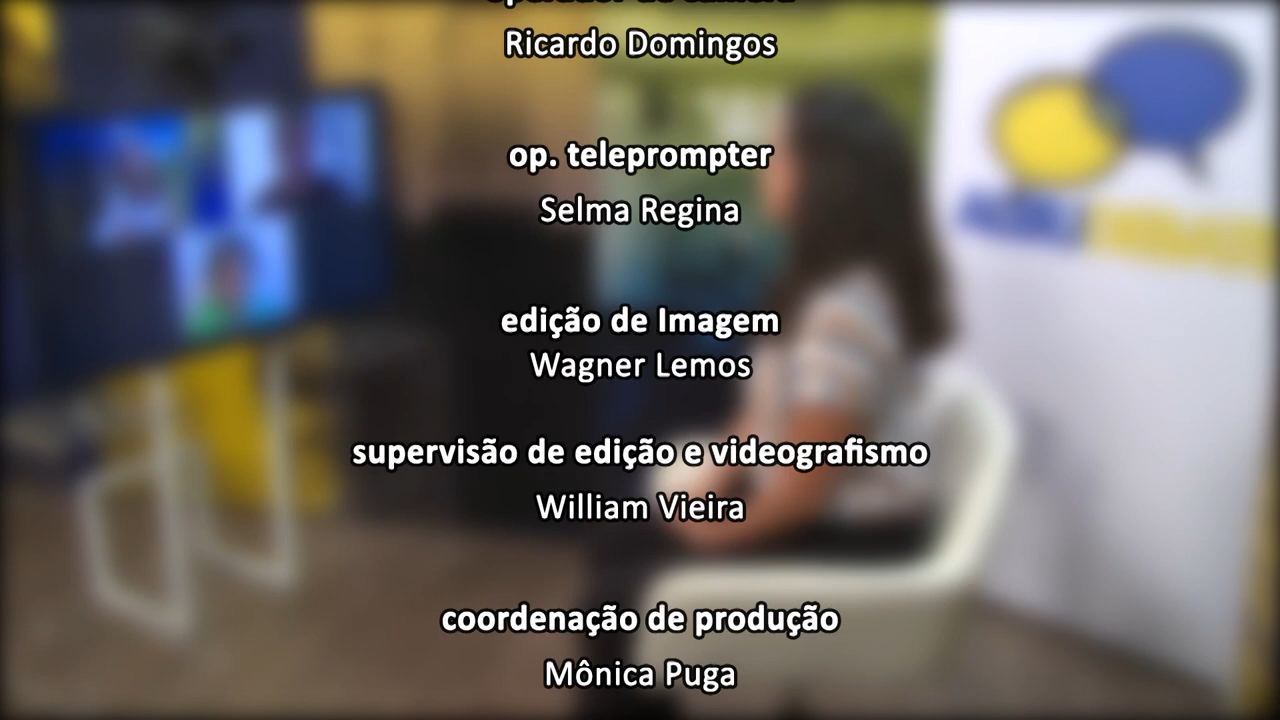 Ricardo Domingos
op. teleprompter
Selma Regina
edição de Imagem
Wagner Lemos
supervisão de edição e videografismo
William Vieira
coordenação de produção
Mônica Puga